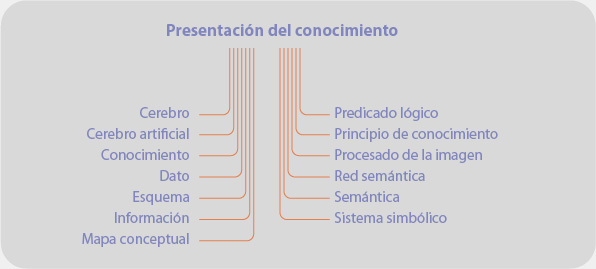 Presentación del conocimiento
Cerebro
Cerebro artificial
Conocimiento
Dato
Esquema
Información
Mapa conceptual
Predicado lógico
Principio de conocimiento
Procesado de la imagen
Red semántica
Semántica
Sistema simbólico